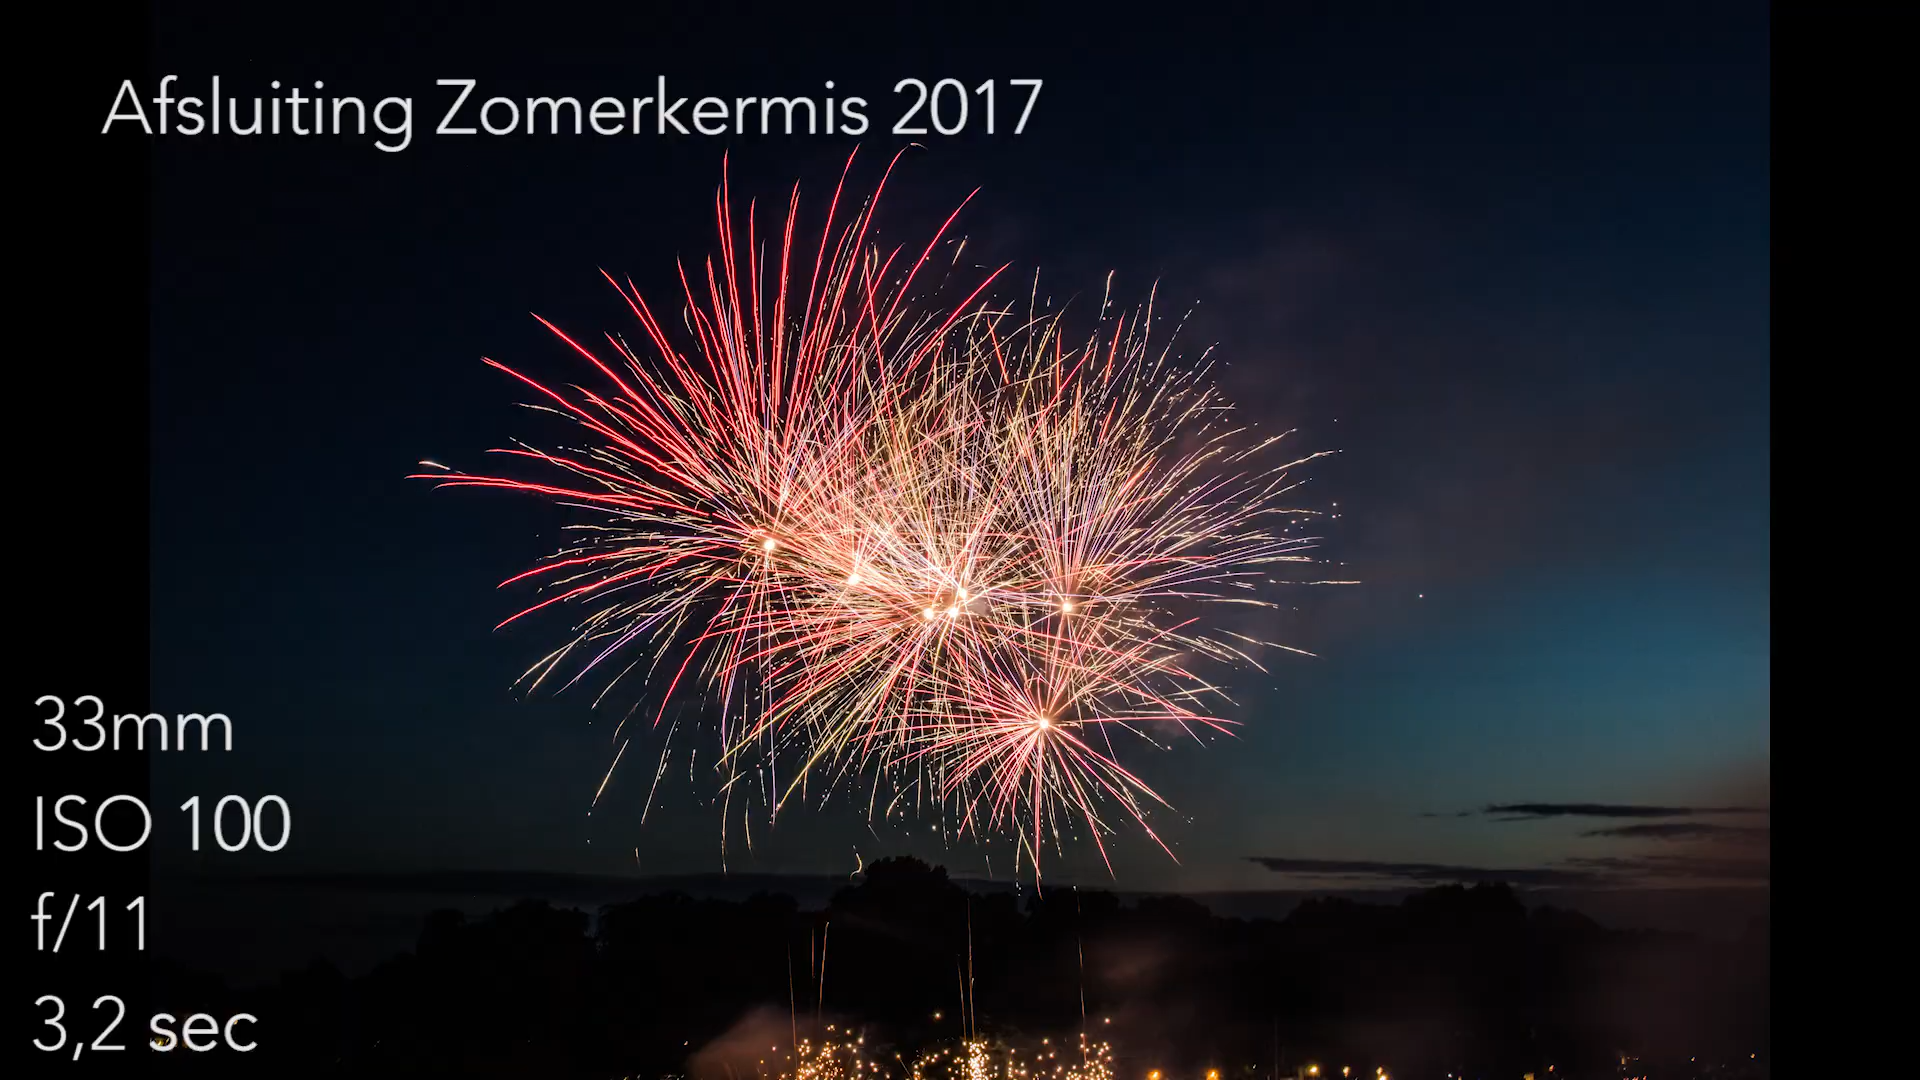 Afsluiting Zomerkermis 2017
33mm
ISO 100
f/11
3,2 sec